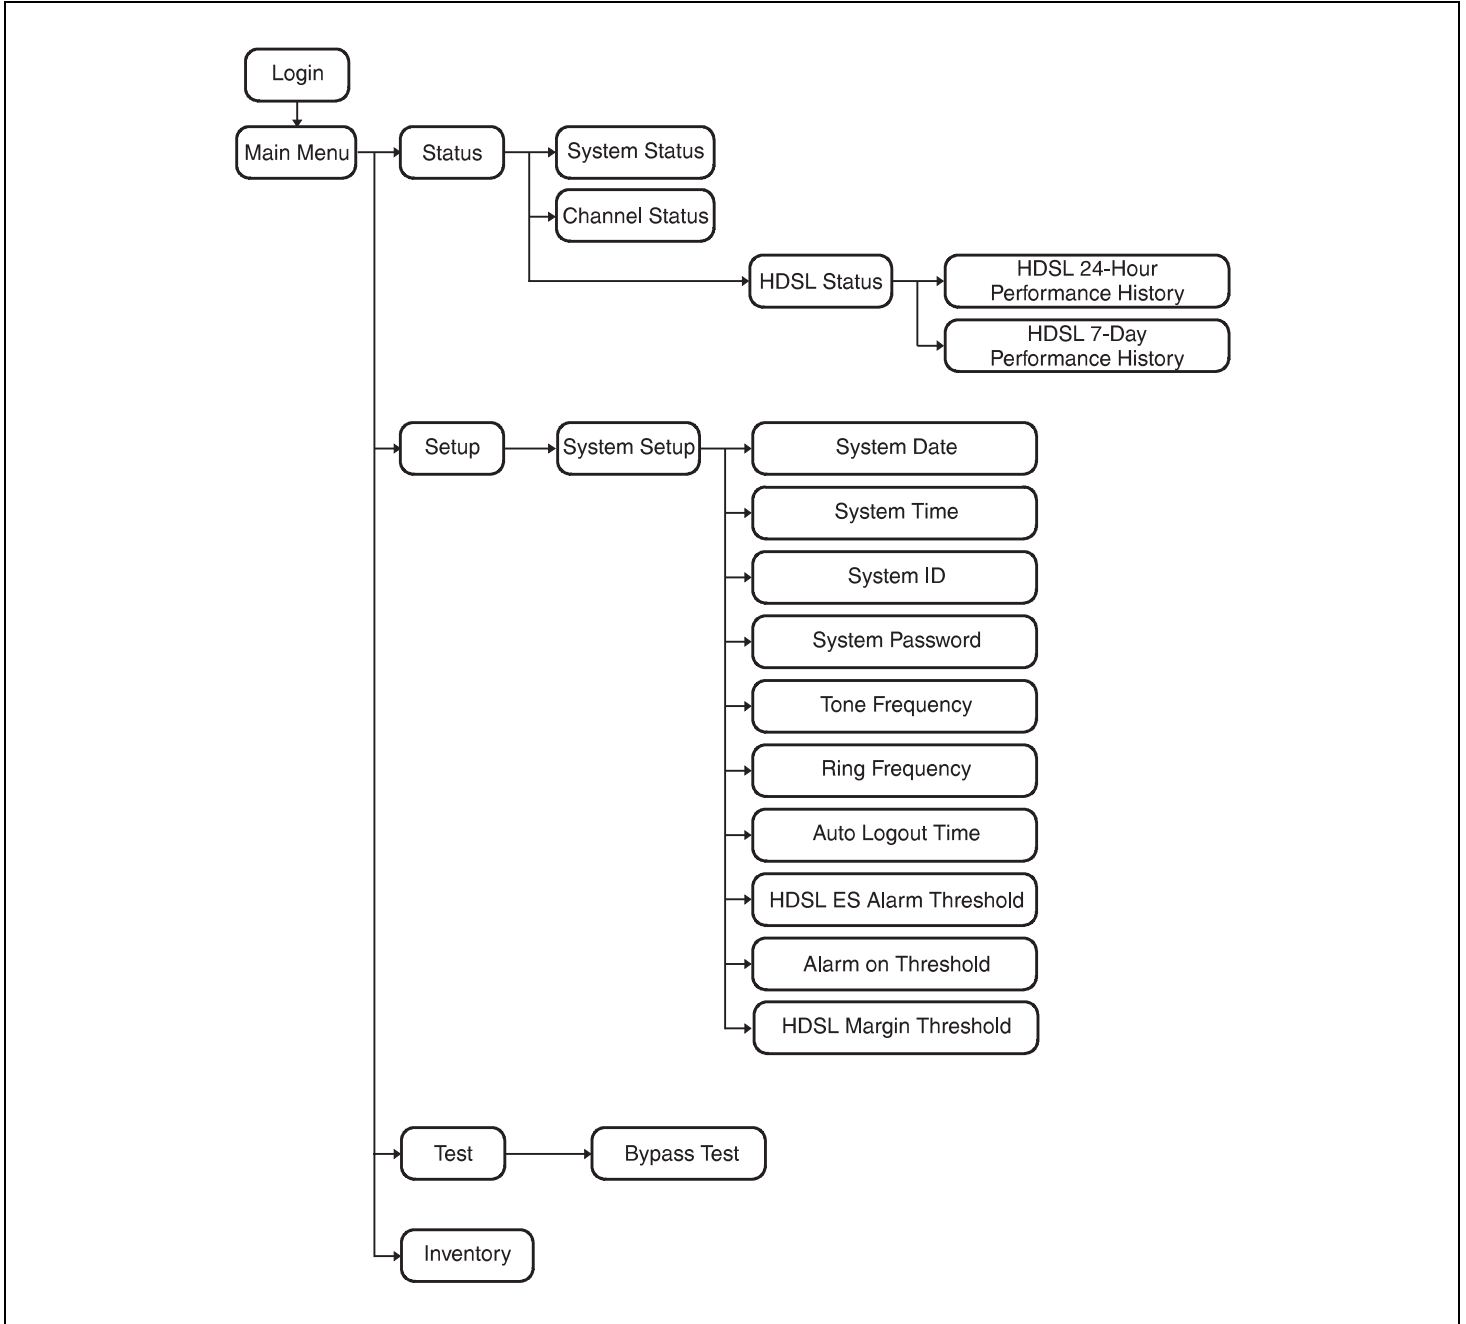 Login
Main Menu
Status
System Status
Channel Status
HDSL Status
HDSL 24-Hour
Performance History
HDSL 7-Day
Performance History
Setup
System Setup
System Date
System Time
System ID
System Password
Tone Frequency
Ring Frequency
Auto Logout Time
HDSL ES Alarm Threshold
Alarm on Threshold
HDSL Margin Threshold
Test
Bypass Test
Inventory